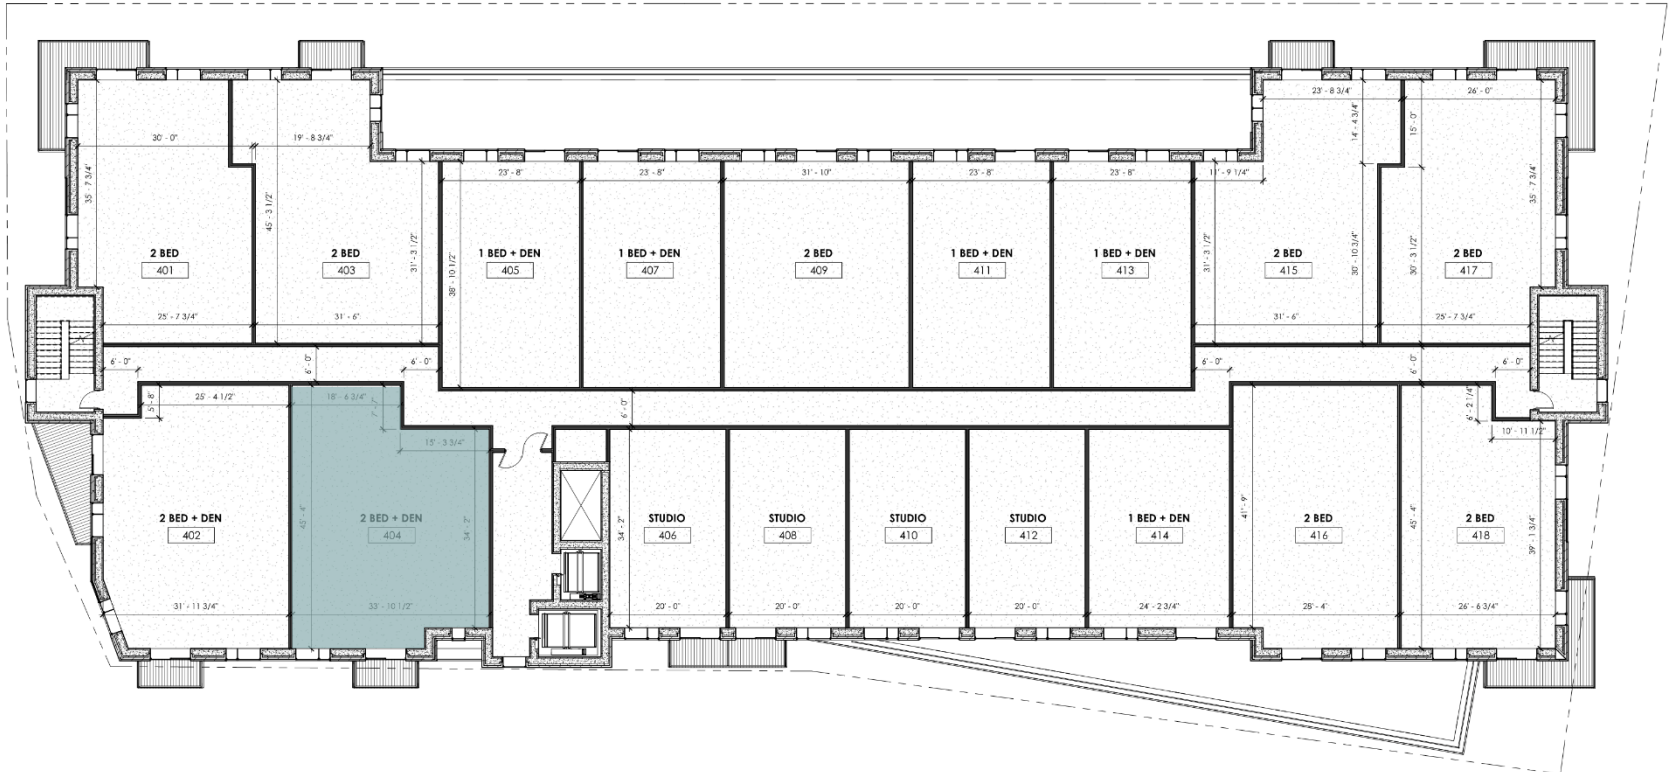 23' - 8 3/4"
26' - 0"
14' - 4 3/4"
15' - 0"
30' - 0"
19' - 8 3/4"
35' - 7 3/4"
45' - 3 1/2"
31' - 3 1/2"
38' - 10 1/2"
23' - 8"
23' - 8"
31' - 10"
23' - 8"
23' - 8"
11' - 9 1/4"
31' - 3 1/2"
30' - 10 3/4"
30' - 3 1/2"
35' - 7 3/4"
2 BED
401
2 BED
403
1 BED + DEN
405
1 BED + DEN
407
2 BED
409
1 BED + DEN
411
1 BED + DEN
413
2 BED
415
2 BED
417
25' - 7 3/4"
31' - 6"
31' - 6"
25' - 7 3/4"
6' - 0"
6' - 0"
6' - 0"
6' - 0"
6' - 0"
6' - 0"
6' - 0"
5' - 8"
25' - 4 1/2"
18' - 6 3/4"
15' - 3 3/4"
6' - 2 1/4"
10' - 11 1/2"
45' - 4"
34' - 2"
34' - 2"
41' - 9"
45' - 4"
39' - 1 3/4"
2 BED + DEN
402
2 BED + DEN
404
STUDIO
406
STUDIO
408
STUDIO
410
STUDIO
412
1 BED + DEN
414
2 BED
416
2 BED
418
31' - 11 3/4"
33' - 10 1/2"
20' - 0"
20' - 0"
20' - 0"
20' - 0"
24' - 2 3/4"
28' - 4"
26' - 6 3/4"